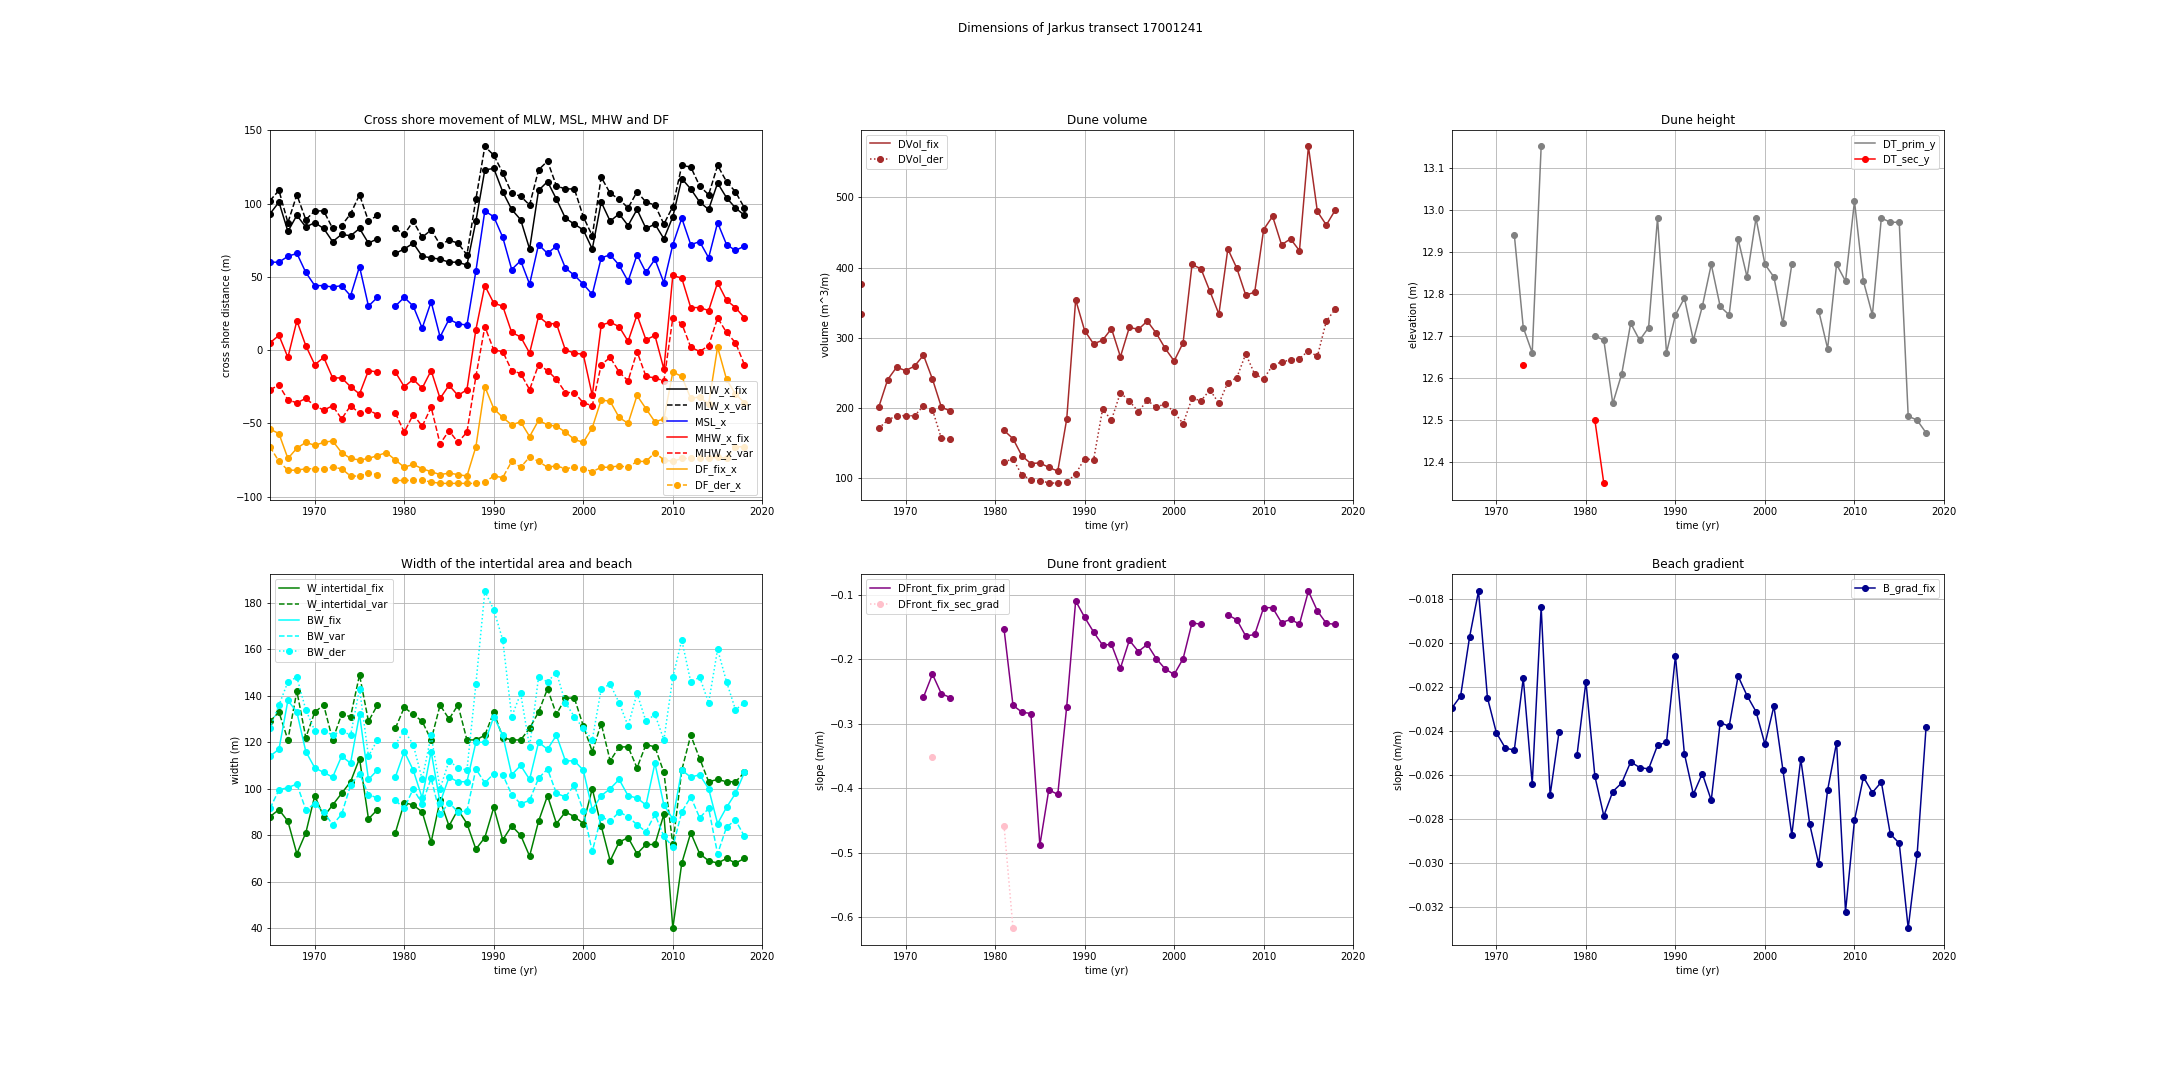 Dimensions of Jarkus transect 17001241
Cross shore movement of MLW, MSL, MHW and DF
150
100
50
0
−50
−100
cross shore distance (m)
1970 1980 1990 2000 2010 2020
time (yr)
MLW_x_fix
MLW_x_var
MSL_x
MHW_x_fix
MHW_x_var
DF_fix_x
DF_der_x
Dune volume
DVol_fix
DVol_der
500
400
300
200
100
volume (m^3/m)
1970 1980 1990 2000 2010 2020
time (yr)
Dune height
DT_prim_y
DT_sec_y
13.1
13.0
12.9
12.8
12.7
12.6
12.5
12.4
elevation (m)
1970 1980 1990 2000 2010 2020
time (yr)
Width of the intertidal area and beach
W_intertidal_fix
W_intertidal_var
BW_fix
BW_var
BW_der
180
160
140
120
100
80
60
40
width (m)
1970 1980 1990 2000 2010 2020
time (yr)
Dune front gradient
DFront_fix_prim_grad
DFront_fix_sec_grad
−0.1
−0.2
−0.3
−0.4
−0.5
−0.6
slope (m/m)
1970 1980 1990 2000 2010 2020
time (yr)
Beach gradient
B_grad_fix
−0.018
−0.020
−0.022
−0.024
−0.026
−0.028
−0.030
−0.032
slope (m/m)
1970 1980 1990 2000 2010 2020
time (yr)